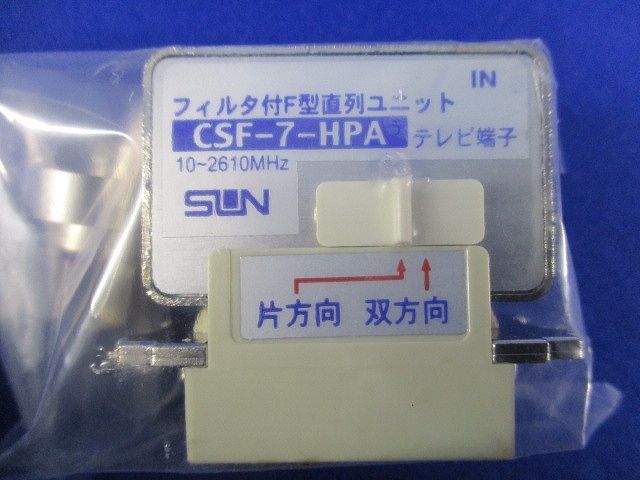 IN
フィルタ付F型直列ユニット
CSF-7-HPA テレビ端子
10~2610MHz
SUN
片方向 双方向